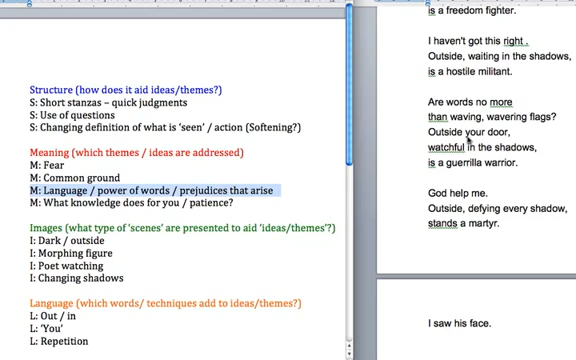 Structure (how does it aid ideas/themes?)
S: Short stanzas – quick judgments
S: Use of questions
S: Changing definition of what is ‘seen’ / action (Softening?)
Meaning (which themes / ideas are addressed)
M: Fear
M: Common ground
M: Language / power of words / prejudices that arise
M: What knowledge does for you / patience?
Images (what type of ‘scenes’ are presented to aid ‘ideas/themes’?)
I: Dark / outside
I: Morphing figure
I: Poet watching
I: Changing shadows
Language (which words/ techniques add to ideas/themes?)
L: Out / in
L: ‘You’
L: Repetition
is a freedom fighter.
I haven't got this right .
Outside, waiting in the shadows,
is a hostile militant.
Are words no more
than waving, wavering flags?
Outside your door,
watchful in the shadows,
is a guerrilla warrior.
God help me.
Outside, defying every shadow,
stands a martyr.
I saw his face.